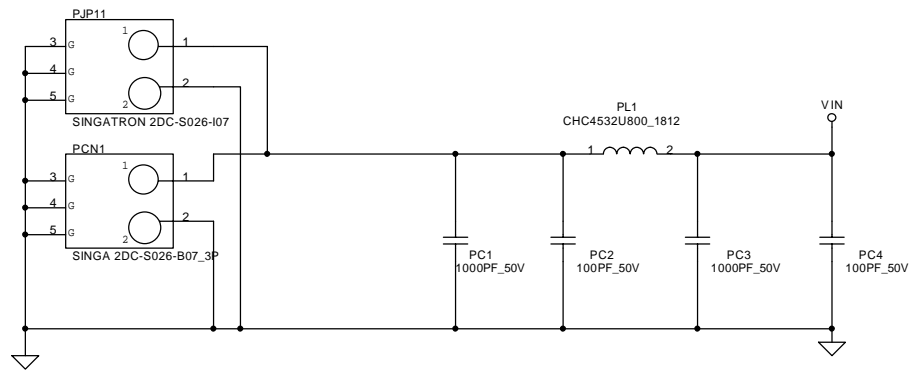 PJP11
3 G 1 1
4 G
2
5 G 2
SINGATRON 2DC-S026-I07
PCN1
3 G 1 1
4 G
2
5 G 2
SINGA 2DC-S026-B07_3P
PL1
CHC4532U800_1812
1 2
VIN
PC1
1000PF_50V
PC2
100PF_50V
PC3
1000PF_50V
PC4
100PF_50V